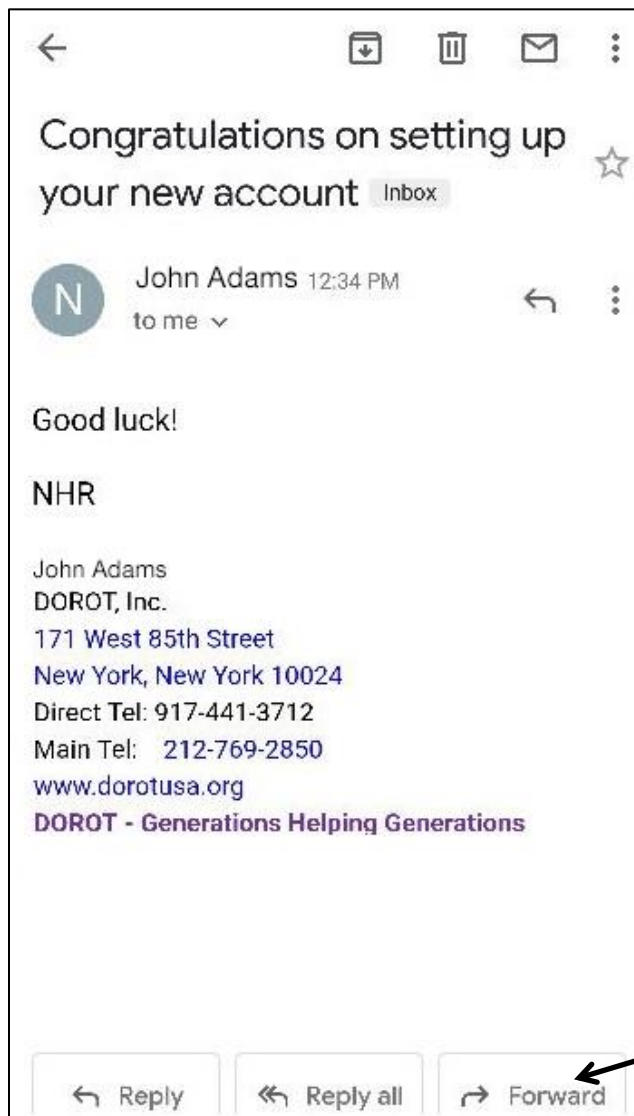 Congratulations on setting up
your new account Inbox
N
John Adams 12:34 PM
to me
Good luck!
NHR
John Adams
DOROT, Inc.
171 West 85th Street
New York, New York 10024
Direct Tel: 917-441-3712
Main Tel: 212-769-2850
www.dorotusa.org
DOROT - Generations Helping Generations
Reply Reply all Forward